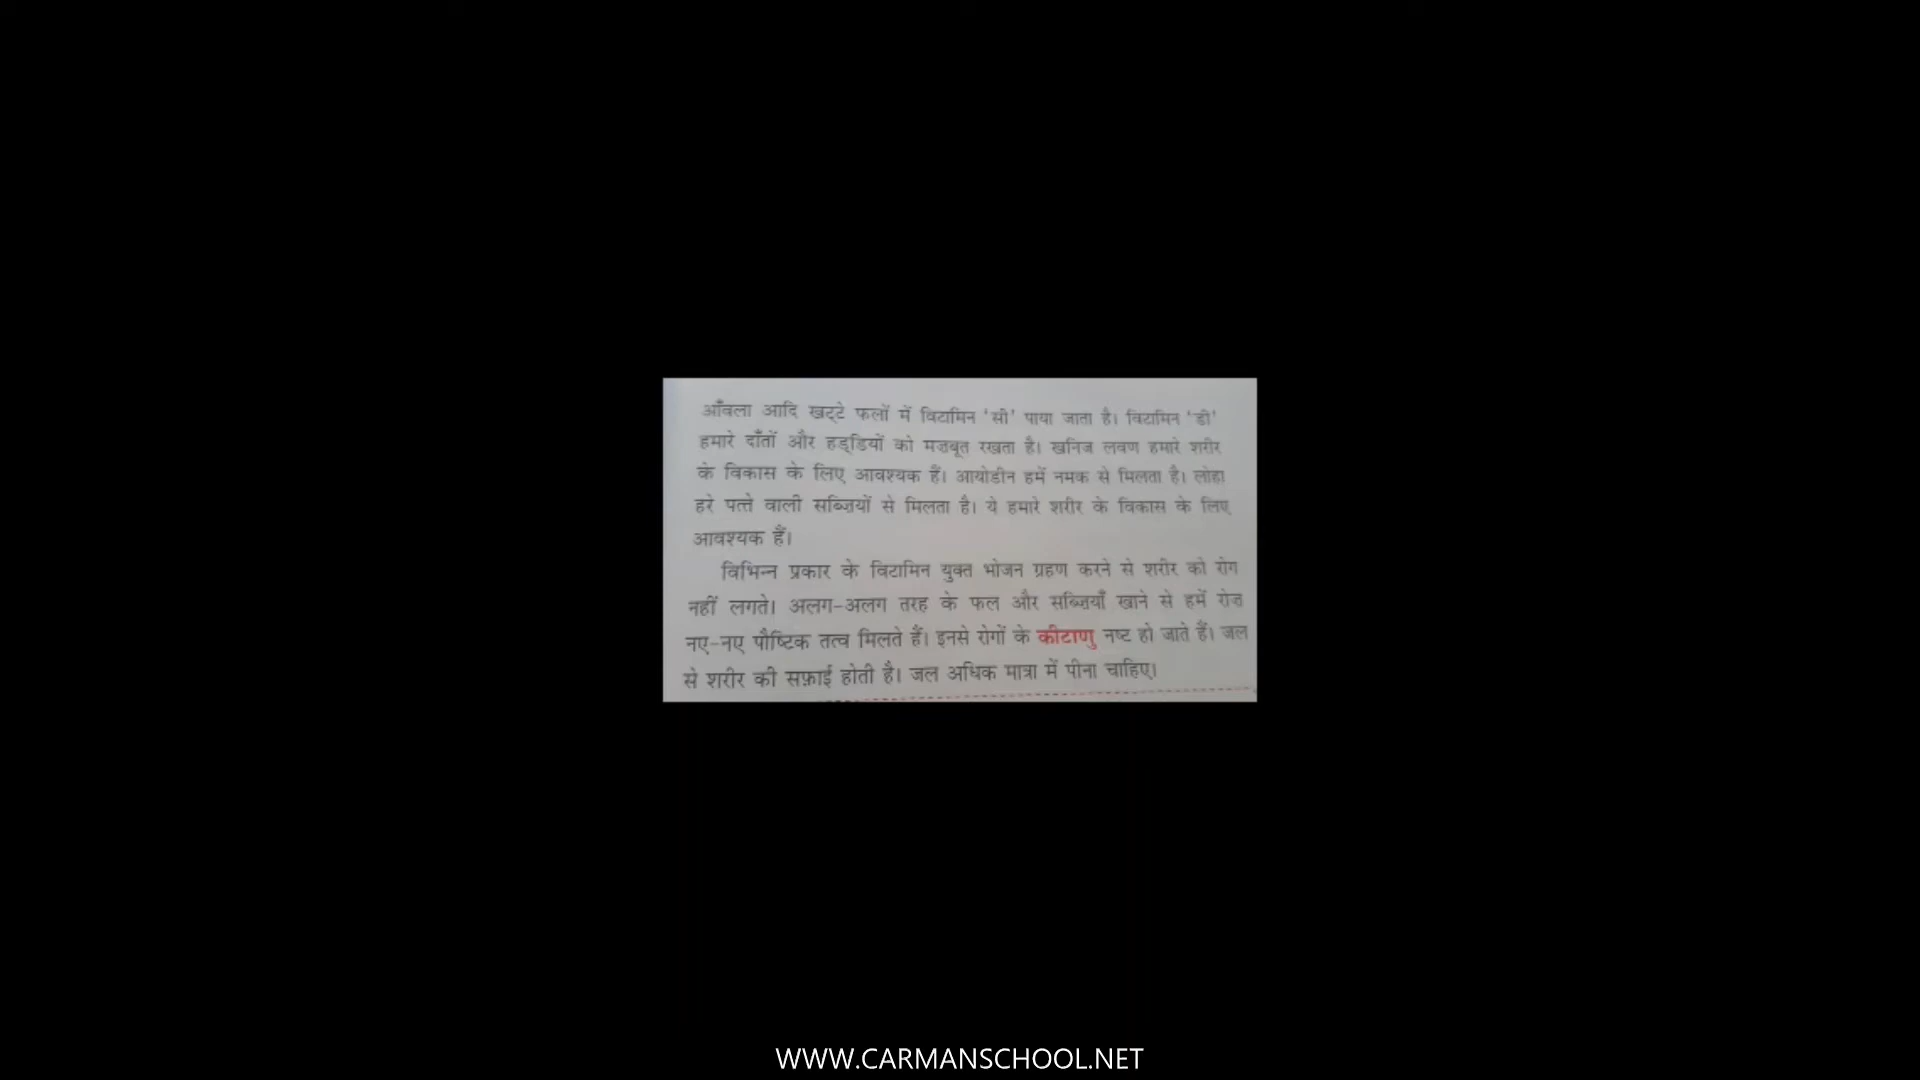 आँवला आदि खट्टे फलों में विटामिन 'सी' पाया जाता है। विटामिन 'डी'
हमारे दाँतों और हड्डियों को मज़बूत रखता है। खनिज लवण हमारे शरीर
के विकास के लिए आवश्यक हैं। आयोडीन हमें नमक से मिलता है। लोहा
हरे पत्ते वाली सब्ज़ियों से मिलता है। ये हमारे शरीर के विकास के लिए
आवश्यक हैं।
विभिन्न प्रकार के विटामिन युक्त भोजन ग्रहण करने से शरीर को रोग
नहीं लगते। अलग-अलग तरह के फल और सब्ज़ियाँ खाने से हमें रोज़
नए-नए पौष्टिक तत्व मिलते हैं। इनसे रोगों के कीटाणु नष्ट हो जाते हैं। जल
से शरीर की सफ़ाई होती है। जल अधिक मात्रा में पीना चाहिए।
WWW.CARMANSCHOOL.NET